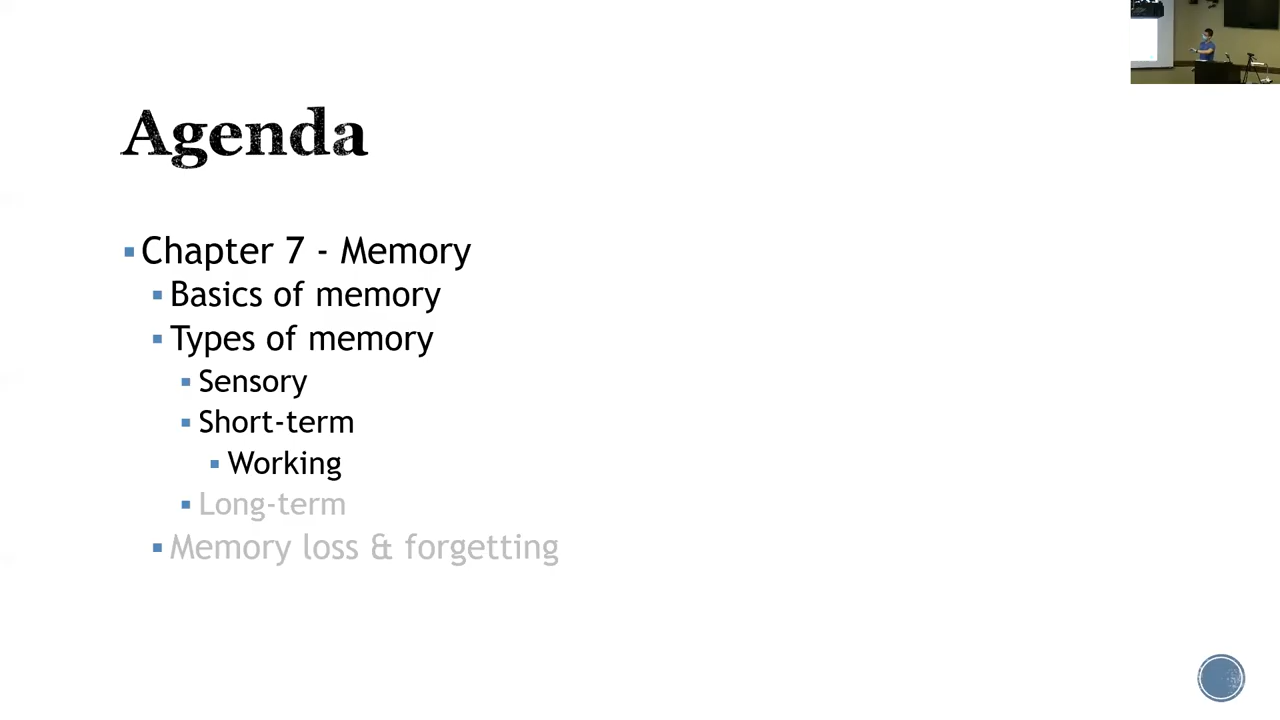 Agenda
Chapter 7 - Memory
Basics of memory
Types of memory
Sensory
Short-term
Working
Long-term
Memory loss & forgetting